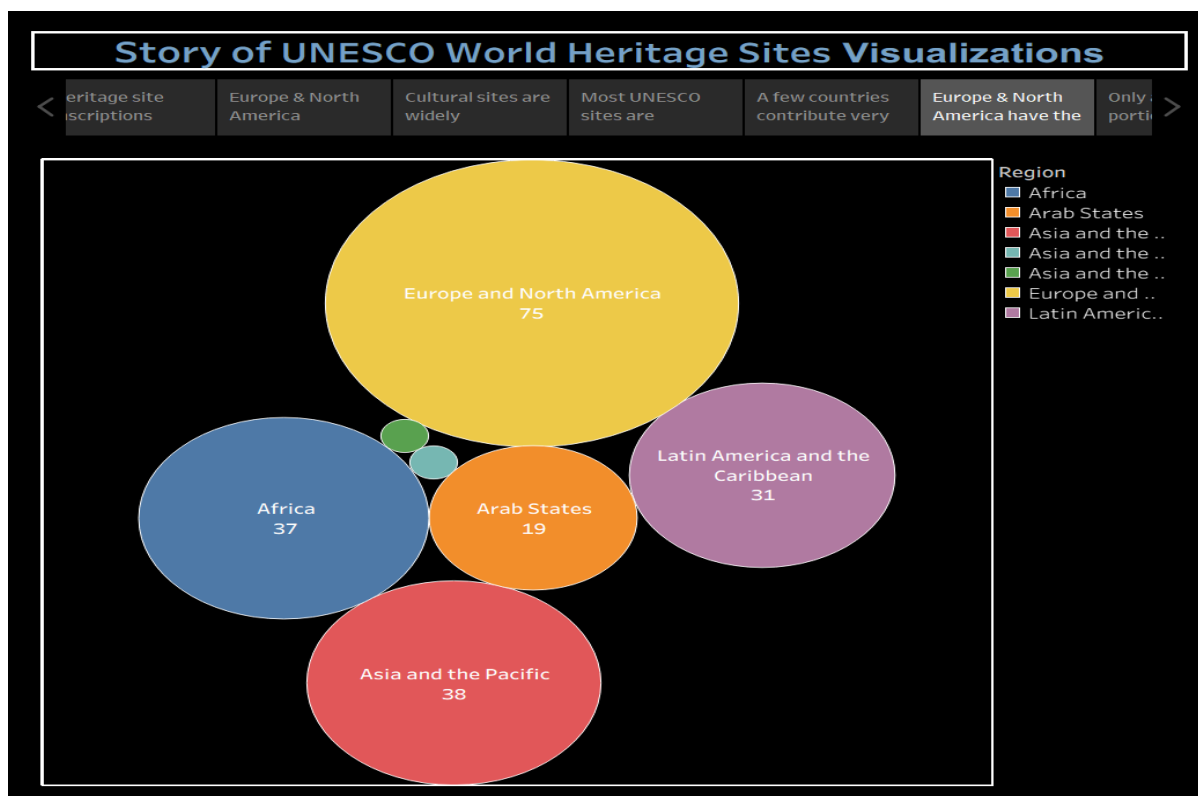 Story of UNESCO World Heritage Sites Visualizations
eritage site
scriptions
Europe & North
America
Cultural sites are
widely
Most UNESCO
sites are
A few countries
contribute very
Europe & North
America have the
Only
porti
Europe and North America
75
Latin America and the
Caribbean
31
Africa
37
Arab States
19
Asia and the Pacific
38
Region
Africa
Arab States
Asia and the ..
Asia and the ..
Asia and the ..
Europe and ..
Latin Americ..